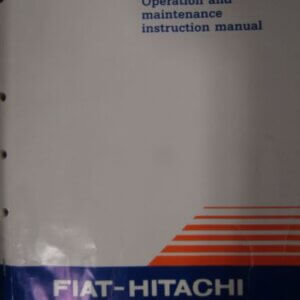 Operation and
maintenance
instruction manual
FIAT-HITACHI